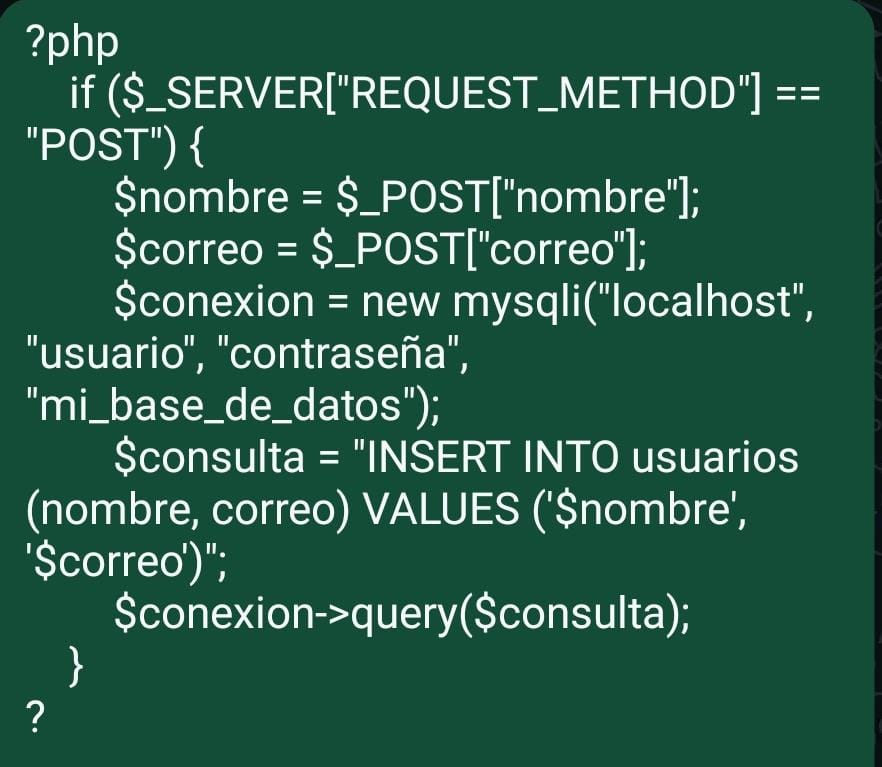 ?php
if ($_SERVER["REQUEST_METHOD"] ==
"POST") {
$nombre = $_POST["nombre"];
$correo = $_POST["correo"];
$conexion = new mysqli("localhost",
"usuario", "contraseña",
"mi_base_de_datos");
$consulta = "INSERT INTO usuarios
(nombre, correo) VALUES ('$nombre',
'$correo')";
$conexion->query($consulta);
}
?